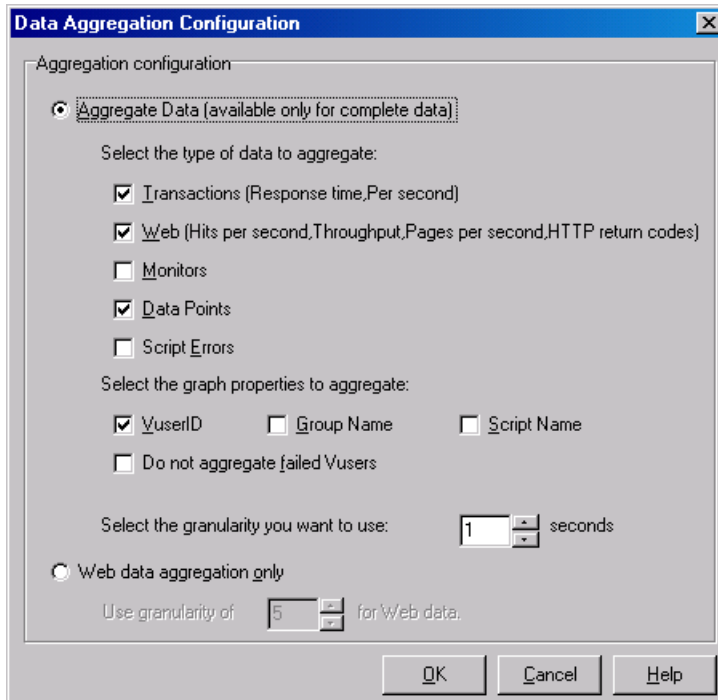 Data Aggregation Configuration
Aggregation configuration
Aggregate Data (available only for complete data)
Select the type of data to aggregate:
Transactions (Response time,Per second)
Web (Hits per second,Throughput,Pages per second,HTTP return codes)
Monitors
Data Points
Script Errors
Select the graph properties to aggregate:
VuserID Group Name Script Name
Do not aggregate failed Vusers
Select the granularity you want to use: 1 seconds
Web data aggregation only
Use granularity of 5 for Web data.
OK Cancel Help